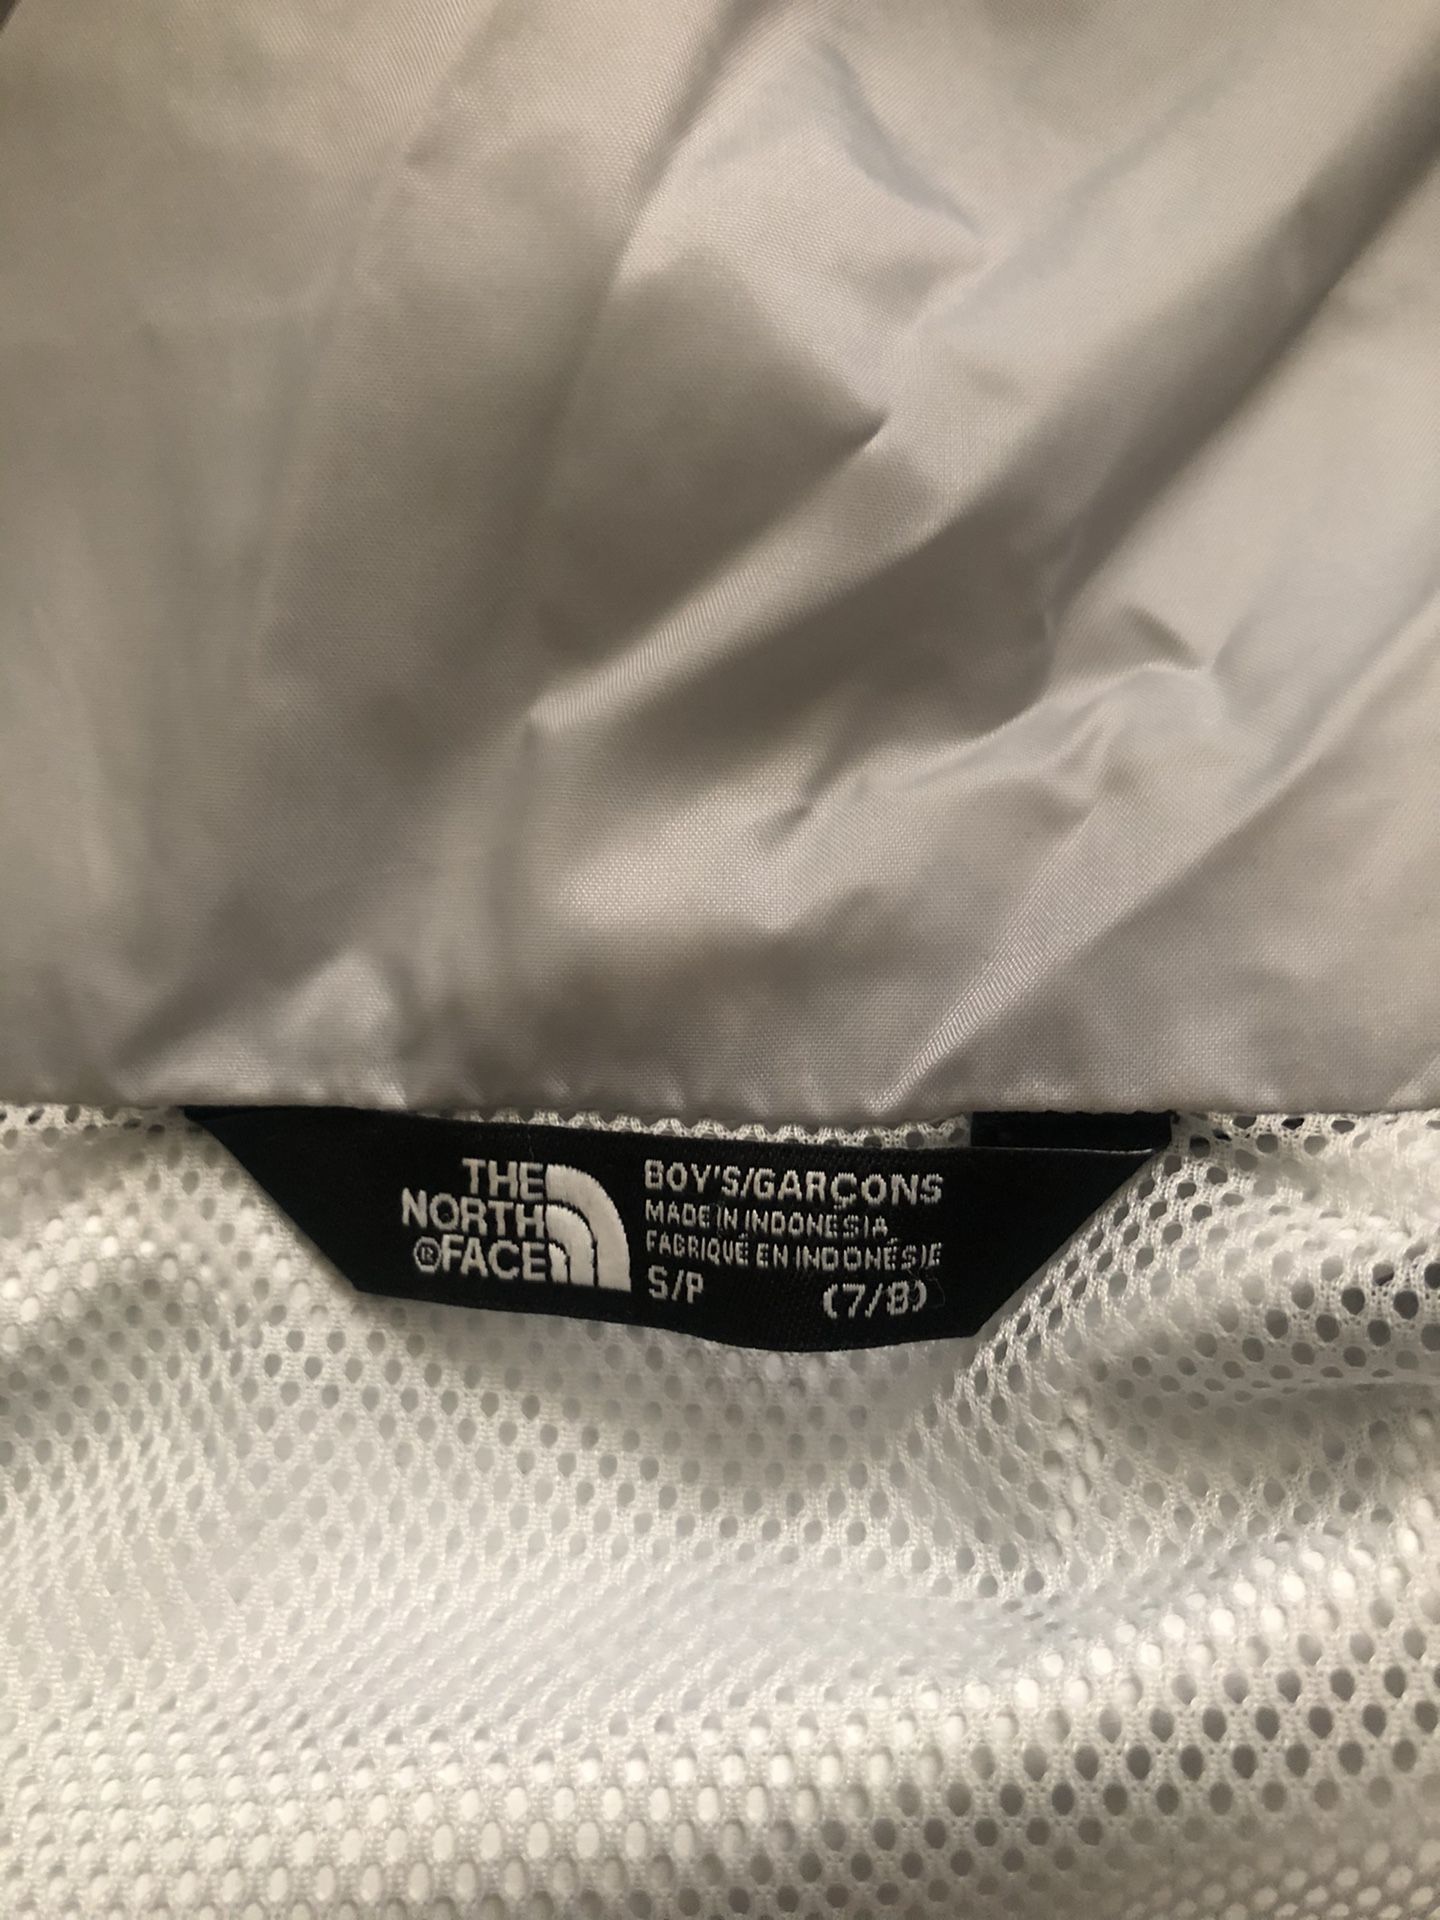 THE
NORTH
®FACE
BOY'S/GARÇONS
MADE IN INDONESIA
FABRIQUÉ EN INDONÉSIE
S/P (7/8)